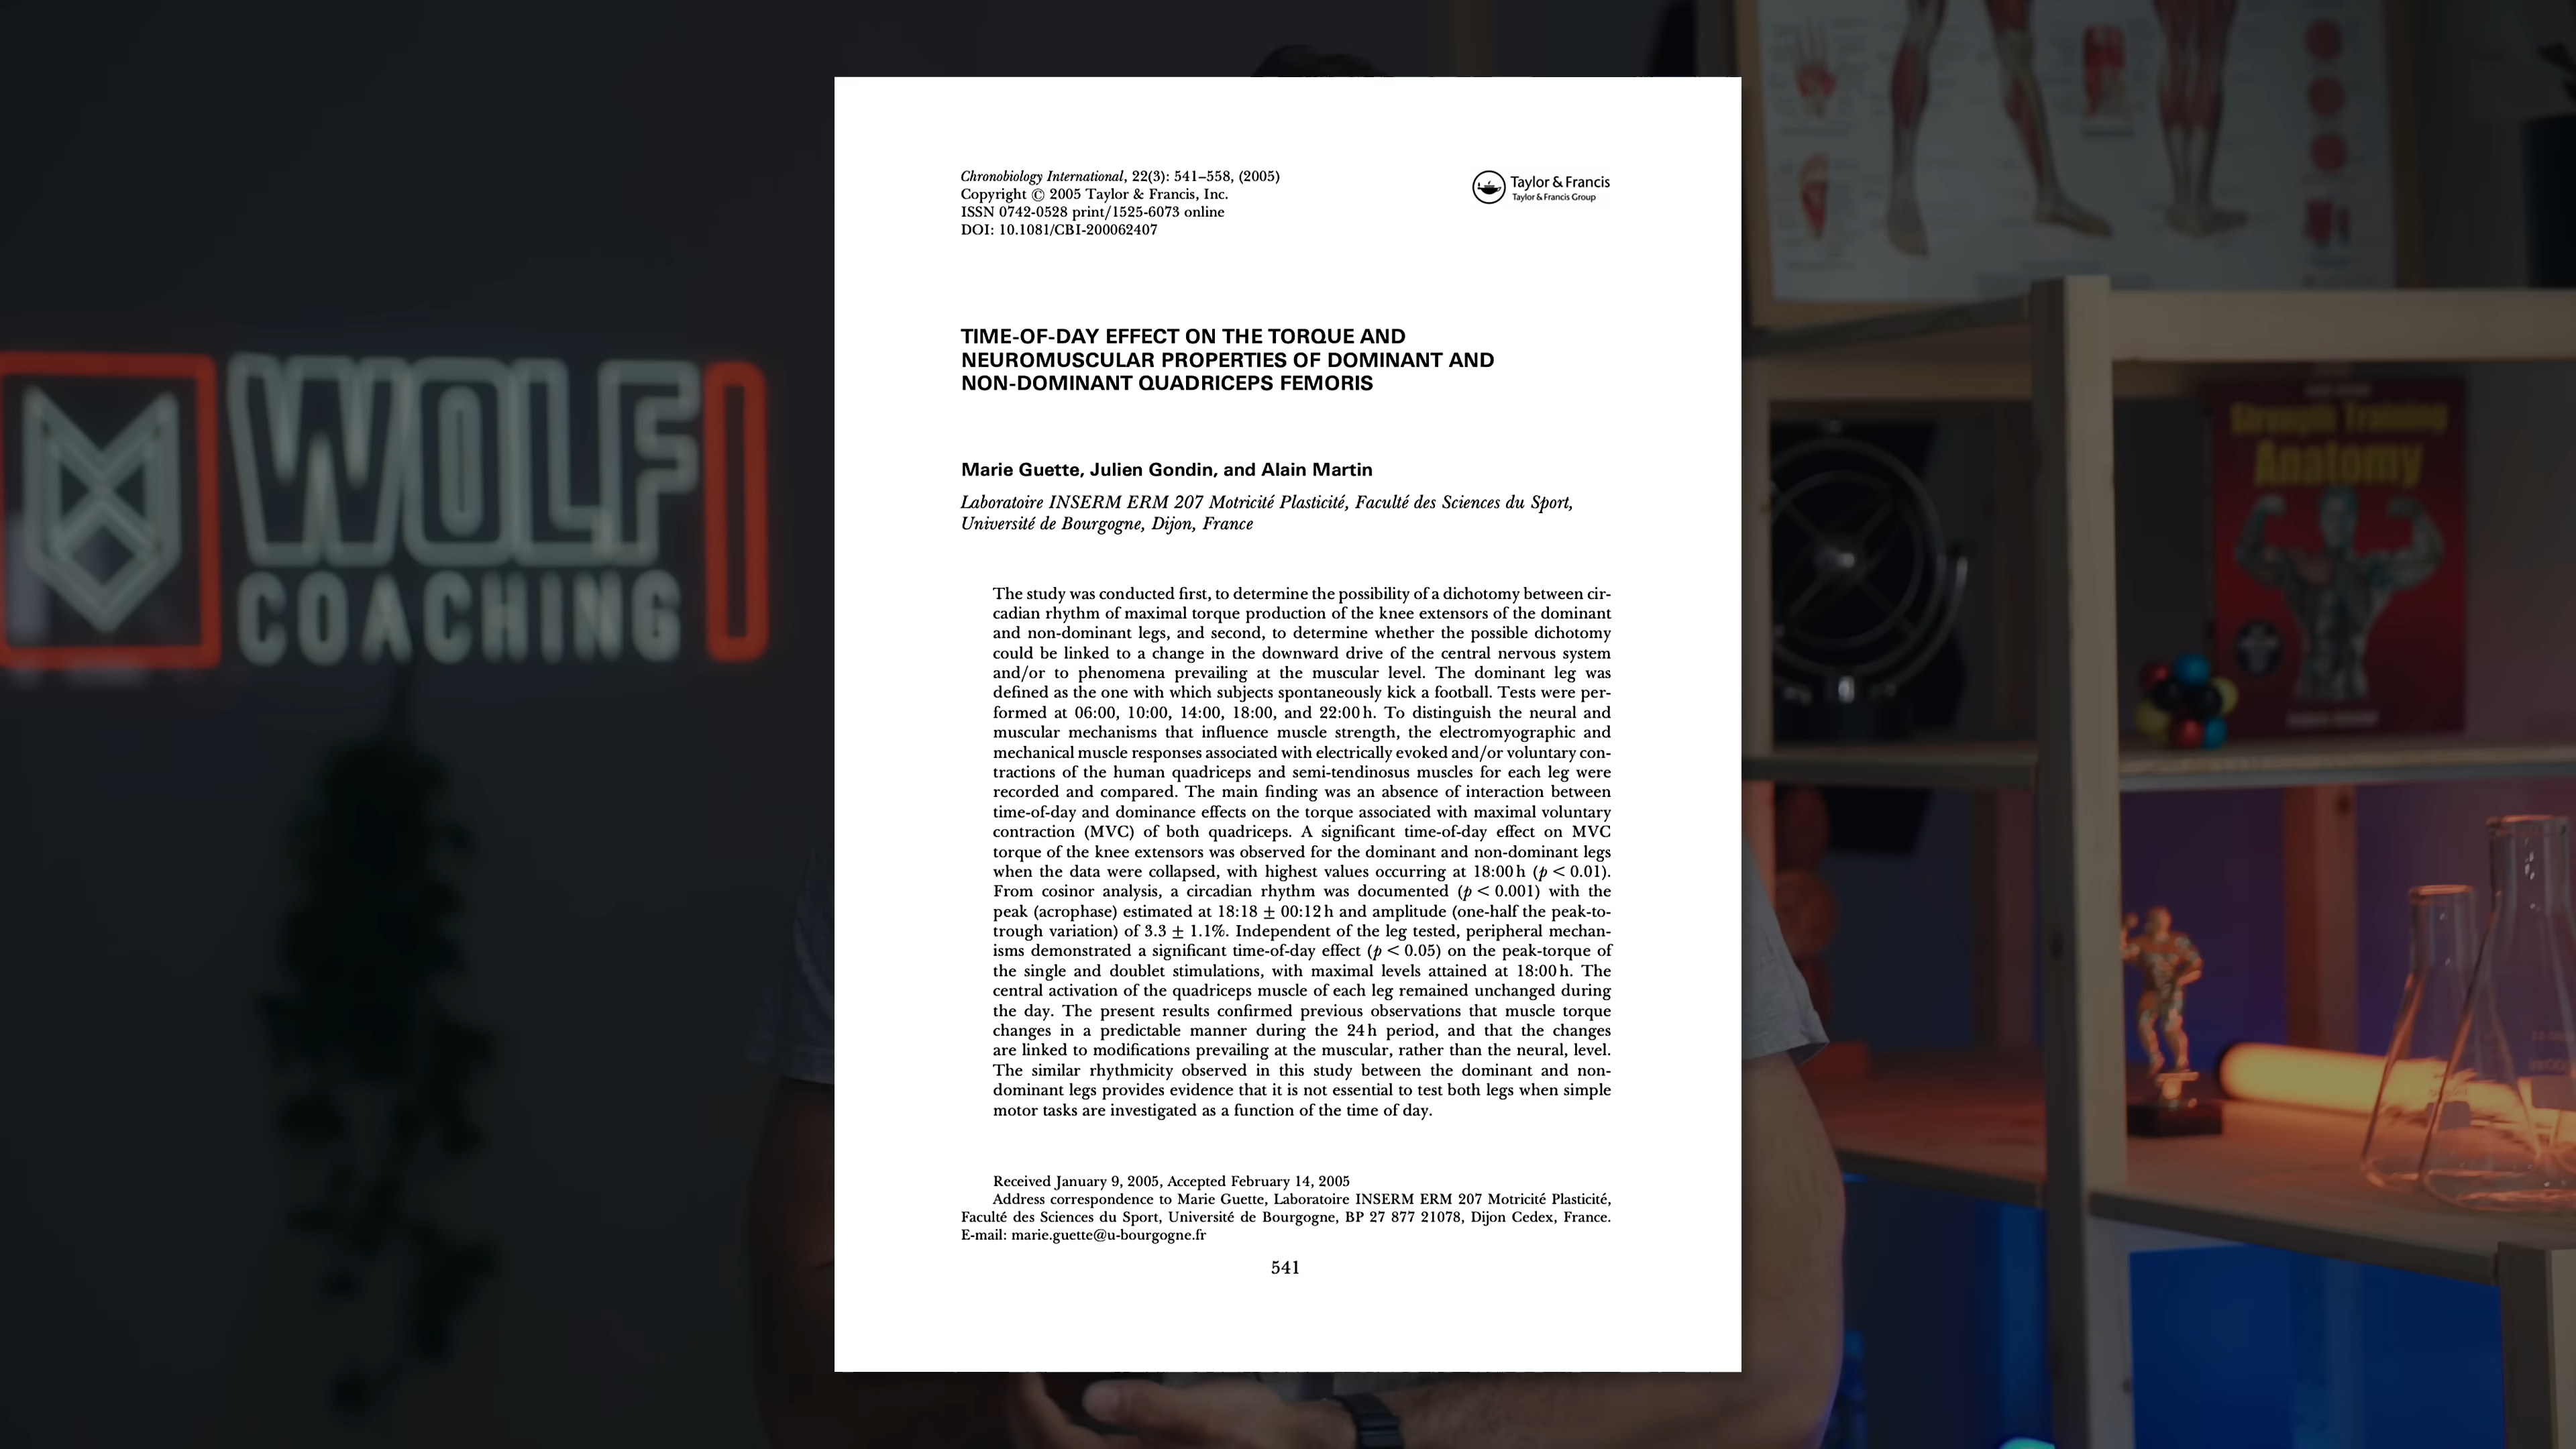 WOLF
COACHING
Chronobiology International, 22(3): 541–558, (2005)
Copyright © 2005 Taylor & Francis, Inc.
ISSN 0742-0528 print/1525-6073 online
DOI: 10.1081/CBI-200062407
Taylor & Francis
Taylor & Francis Group
TIME-OF-DAY EFFECT ON THE TORQUE AND
NEUROMUSCULAR PROPERTIES OF DOMINANT AND
NON-DOMINANT QUADRICEPS FEMORIS
Marie Guette, Julien Gondin, and Alain Martin
Laboratoire INSERM ERM 207 Motricité Plasticité, Faculté des Sciences du Sport,
Université de Bourgogne, Dijon, France
The study was conducted first, to determine the possibility of a dichotomy between cir-
cadian rhythm of maximal torque production of the knee extensors of the dominant
and non-dominant legs, and second, to determine whether the possible dichotomy
could be linked to a change in the downward drive of the central nervous system
and/or to phenomena prevailing at the muscular level. The dominant leg was
defined as the one with which subjects spontaneously kick a football. Tests were per-
formed at 06:00, 10:00, 14:00, 18:00, and 22:00 h. To distinguish the neural and
muscular mechanisms that influence muscle strength, the electromyographic and
mechanical muscle responses associated with electrically evoked and/or voluntary con-
tractions of the human quadriceps and semi-tendinosus muscles for each leg were
recorded and compared. The main finding was an absence of interaction between
time-of-day and dominance effects on the torque associated with maximal voluntary
contraction (MVC) of both quadriceps. A significant time-of-day effect on MVC
torque of the knee extensors was observed for the dominant and non-dominant legs
when the data were collapsed, with highest values occurring at 18:00 h (p < 0.01).
From cosinor analysis, a circadian rhythm was documented (p < 0.001) with the
peak (acrophase) estimated at 18:18 ± 00:12 h and amplitude (one-half the peak-to-
trough variation) of 3.3 ± 1.1%. Independent of the leg tested, peripheral mechan-
isms demonstrated a significant time-of-day effect (p < 0.05) on the peak-torque of
the single and doublet stimulations, with maximal levels attained at 18:00 h. The
central activation of the quadriceps muscle of each leg remained unchanged during
the day. The present results confirmed previous observations that muscle torque
changes in a predictable manner during the 24 h period, and that the changes
are linked to modifications prevailing at the muscular, rather than the neural, level.
The similar rhythmicity observed in this study between the dominant and non-
dominant legs provides evidence that it is not essential to test both legs when simple
motor tasks are investigated as a function of the time of day.
Received January 9, 2005, Accepted February 14, 2005
Address correspondence to Marie Guette, Laboratoire INSERM ERM 207 Motricité Plasticité,
Faculté des Sciences du Sport, Université de Bourgogne, BP 27 877 21078, Dijon Cedex, France.
E-mail: marie.guette@u-bourgogne.fr
541
Strength Training
Anatomy